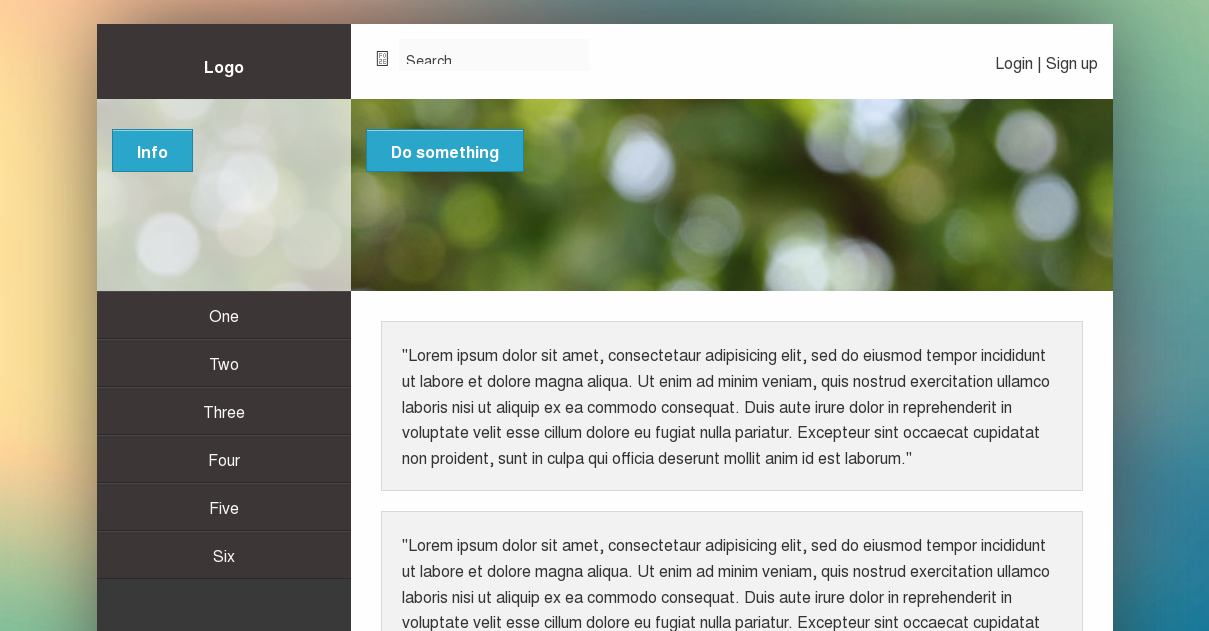 Logo
Search
Login | Sign up
Info
Do something
One
Two
Three
Four
Five
Six
"Lorem ipsum dolor sit amet, consectetaur adipisicing elit, sed do eiusmod tempor incididunt
ut labore et dolore magna aliqua. Ut enim ad minim veniam, quis nostrud exercitation ullamco
laboris nisi ut aliquip ex ea commodo consequat. Duis aute irure dolor in reprehenderit in
voluptate velit esse cillum dolore eu fugiat nulla pariatur. Excepteur sint occaecat cupidatat
non proident, sunt in culpa qui officia deserunt mollit anim id est laborum."
"Lorem ipsum dolor sit amet, consectetaur adipisicing elit, sed do eiusmod tempor incididunt
ut labore et dolore magna aliqua. Ut enim ad minim veniam, quis nostrud exercitation ullamco
laboris nisi ut aliquip ex ea commodo consequat. Duis aute irure dolor in reprehenderit in
voluptate velit esse cillum dolore eu fugiat nulla pariatur. Excepteur sint occaecat cupidatat